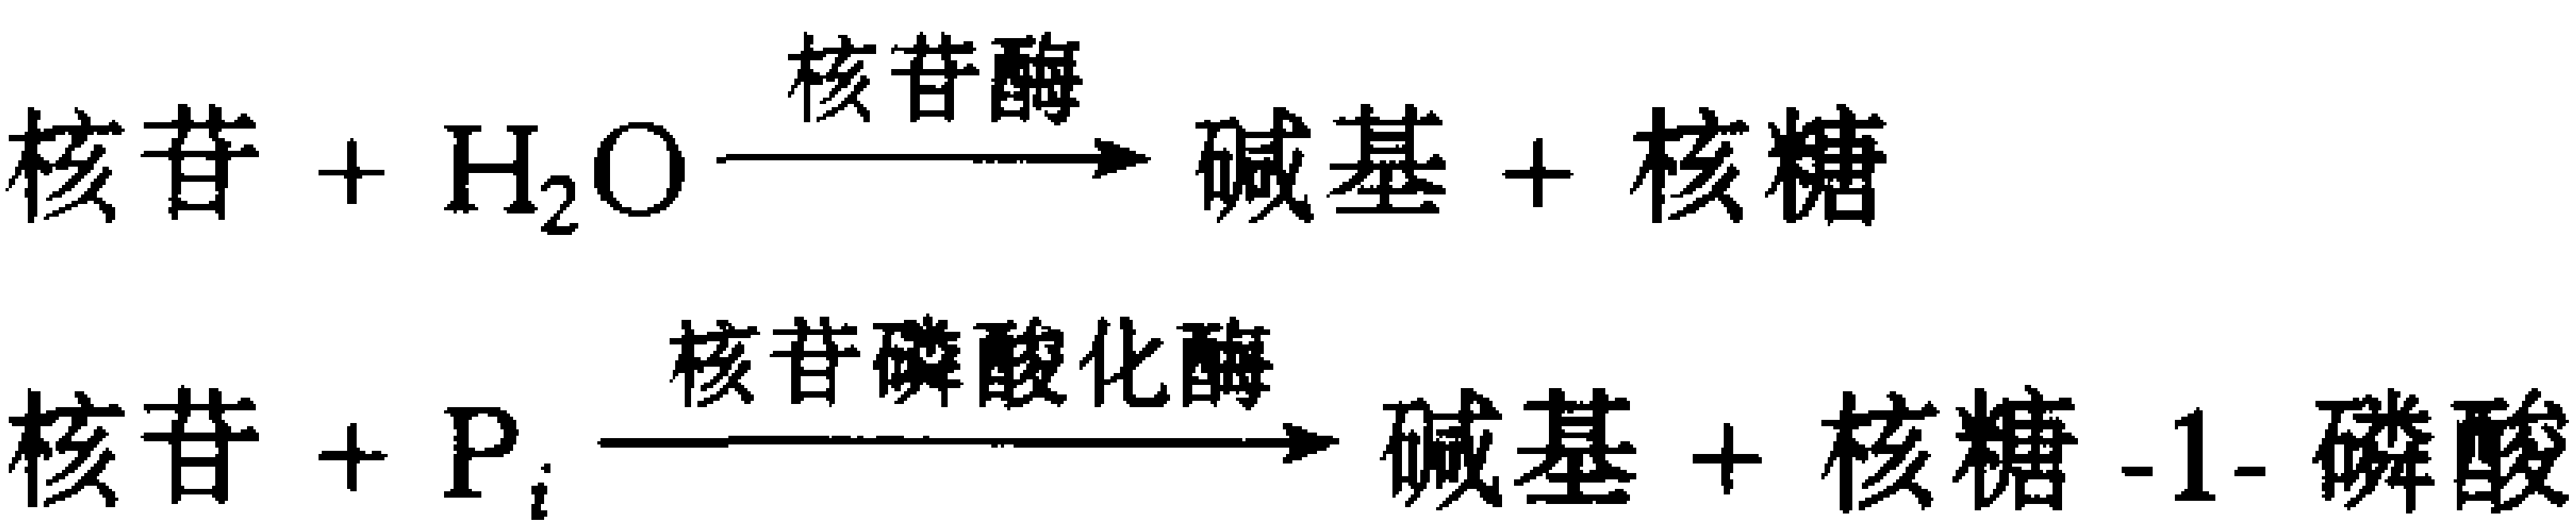 核苷 + H₂O —核苷酶→ 碱基 + 核糖
核苷 + Pᵢ —核苷磷酸化酶→ 碱基 + 核糖 -1- 磷酸